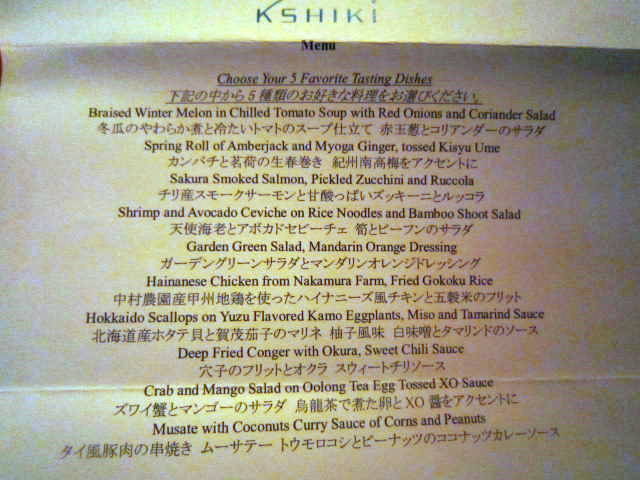 KSHIKI
Menu
Choose Your 5 Favorite Tasting Dishes
下記の中から5種類のお好きな料理をお選びください。
Braised Winter Melon in Chilled Tomato Soup with Red Onions and Coriander Salad
冬瓜のやわらか煮と冷たいトマトのスープ仕立て 赤玉葱とコリアンダーのサラダ
Spring Roll of Amberjack and Myoga Ginger, tossed Kisyu Ume
カンパチと茗荷の生春巻き 紀州南高梅をアクセントに
Sakura Smoked Salmon, Pickled Zucchini and Ruccola
チリ産スモークサーモンと甘酸っぱいズッキーニとルッコラ
Shrimp and Avocado Ceviche on Rice Noodles and Bamboo Shoot Salad
天使海老とアボカドセビーチェ 筍とビーフンのサラダ
Garden Green Salad, Mandarin Orange Dressing
ガーデングリーンサラダとマンダリンオレンジドレッシング
Hainanese Chicken from Nakamura Farm, Fried Gokoku Rice
中村農園産甲州地鶏を使ったハイナニーズ風チキンと五穀米のフリット
Hokkaido Scallops on Yuzu Flavored Kamo Eggplants, Miso and Tamarind Sauce
北海道産ホタテ貝と賀茂茄子のマリネ 柚子風味 白味噌とタマリンドのソース
Deep Fried Conger with Okura, Sweet Chili Sauce
穴子のフリットとオクラ スウィートチリソース
Crab and Mango Salad on Oolong Tea Egg Tossed XO Sauce
ズワイ蟹とマンゴーのサラダ 烏龍茶で煮た卵とXO醤をアクセントに
Musate with Coconuts Curry Sauce of Corns and Peanuts
タイ風豚肉の串焼き ムーサテー トウモロコシとピーナッツのココナッツカレーソース